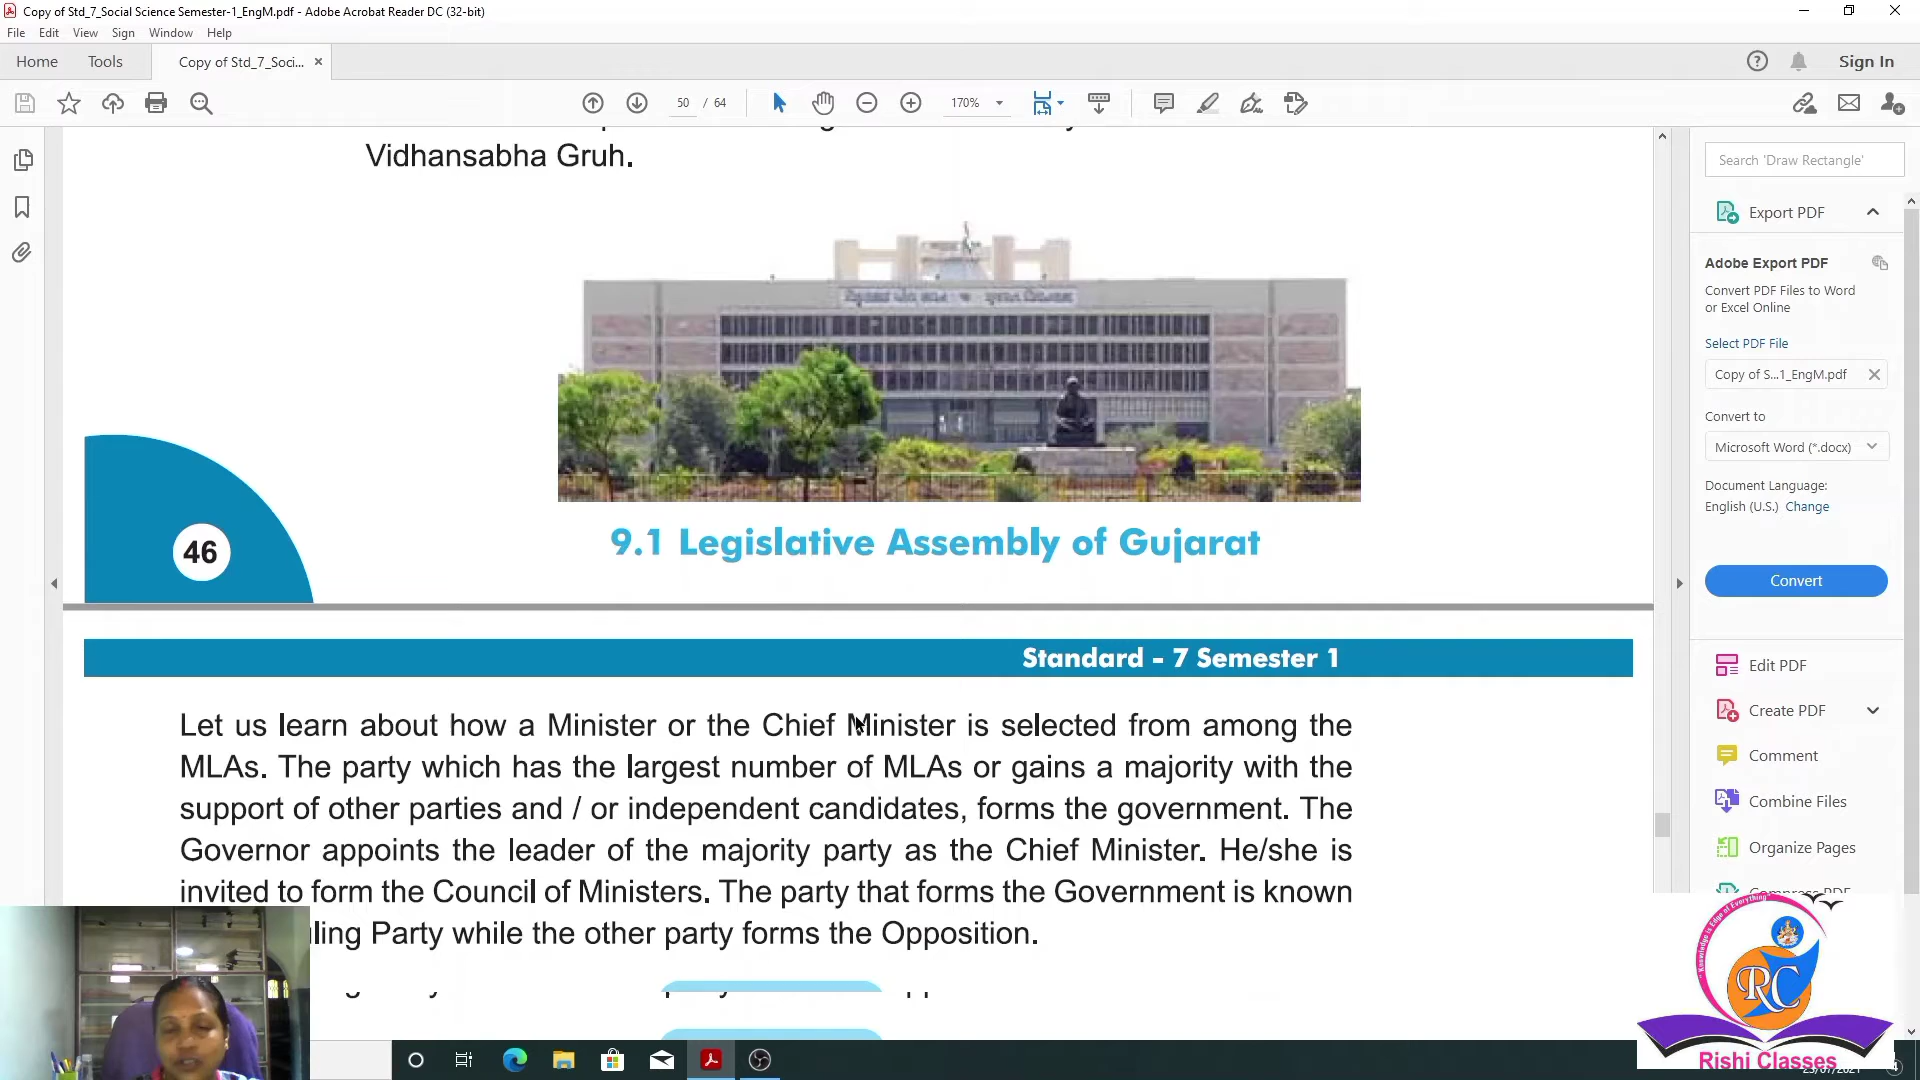 Copy of Std_7_Social Science Semester-1_EngM.pdf - Adobe Acrobat Reader DC (32-bit)
File Edit View Sign Window Help
Home Tools Copy of Std_7_Soci... Sign In
50 / 64 170%
Vidhansabha Gruh.
46
9.1 Legislative Assembly of Gujarat
Standard - 7 Semester 1
Let us learn about how a Minister or the Chief Minister is selected from among the
MLAs. The party which has the largest number of MLAs or gains a majority with the
support of other parties and / or independent candidates, forms the government. The
Governor appoints the leader of the majority party as the Chief Minister. He/she is
invited to form the Council of Ministers. The party that forms the Government is known
Party while the other party forms the Opposition.
Search 'Draw Rectangle'
Export PDF
Adobe Export PDF
Convert PDF Files to Word
or Excel Online
Select PDF File
Copy of S...1_EngM.pdf
Convert to
Microsoft Word (*.docx)
Document Language:
English (U.S.) Change
Convert
Edit PDF
Create PDF
Comment
Combine Files
Organize Pages
Compress PDF
"Knowledge is Edge of Everything"
RC
Rishi Classes